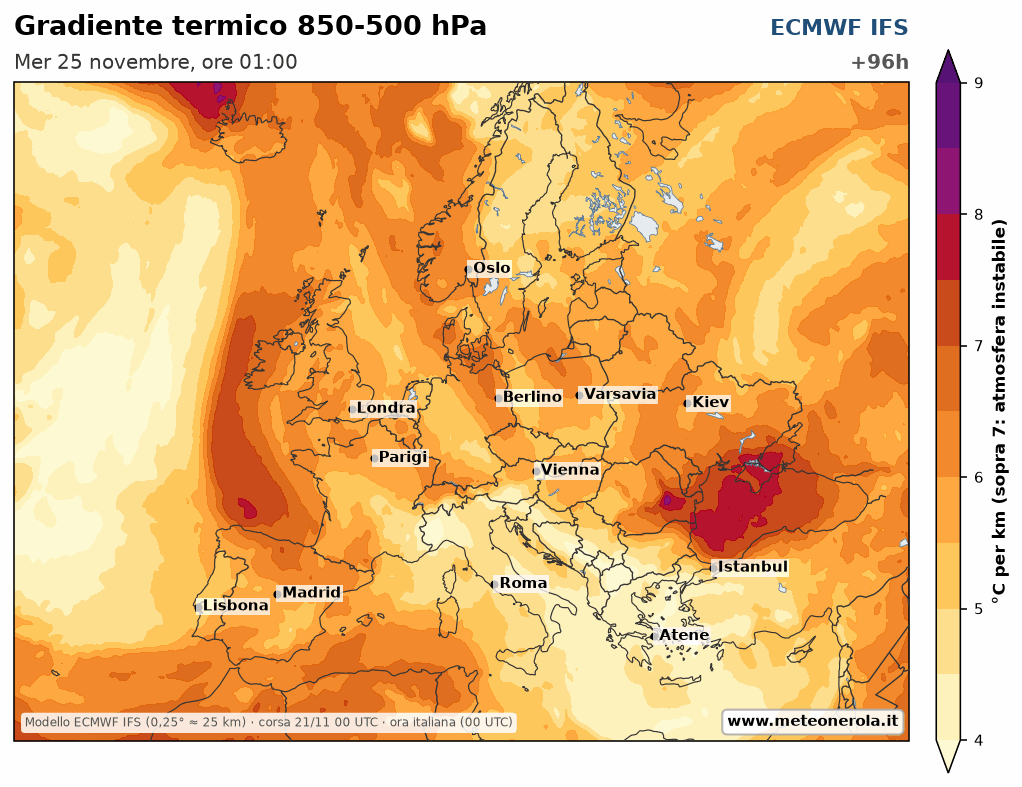 Gradiente termico 850-500 hPa
ECMWF IFS
Mer 25 novembre, ore 01:00
+96h
Oslo
Londra
Berlino
Varsavia
Kiev
Parigi
Vienna
Istanbul
Roma
Madrid
Lisbona
Atene
Modello ECMWF IFS (0,25° ≈ 25 km) · corsa 21/11 00 UTC · ora italiana (00 UTC)
www.meteonerola.it
9
8
7
6
5
4
°C per km (sopra 7: atmosfera instabile)